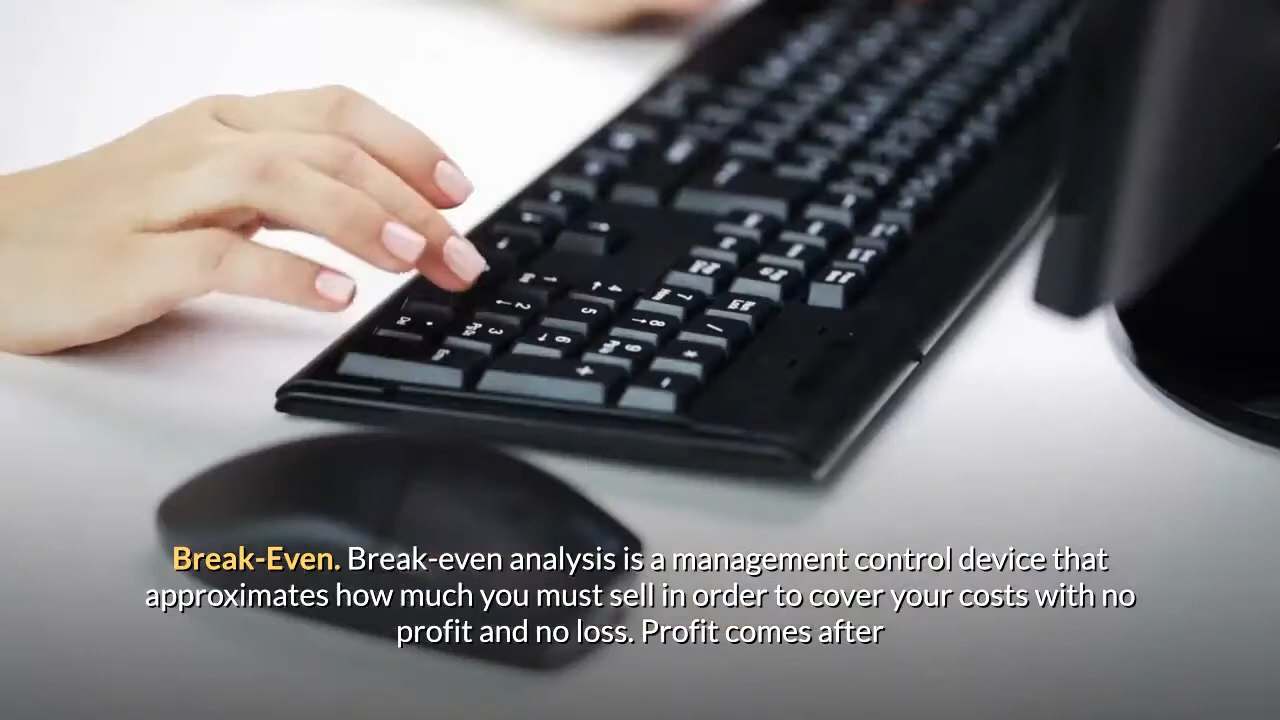 Break-Even. Break-even analysis is a management control device that
approximates how much you must sell in order to cover your costs with no
profit and no loss. Profit comes after